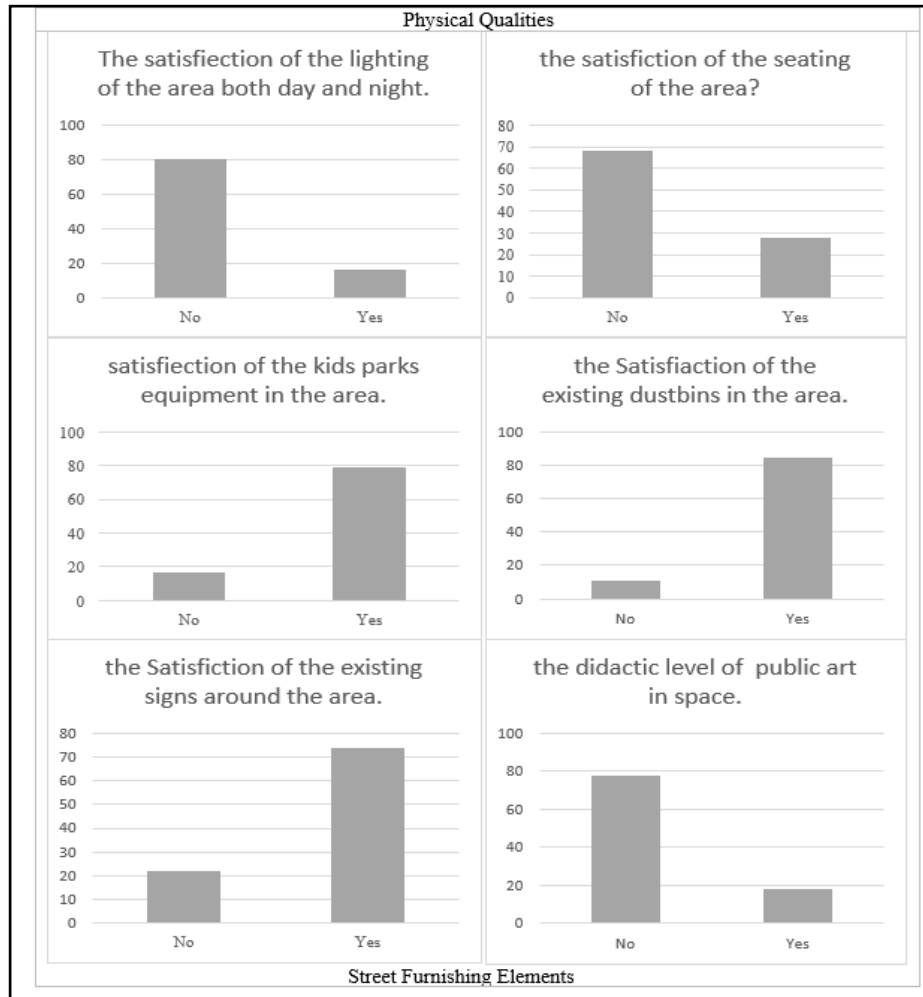 Physical Qualities
The satisfiection of the lighting
of the area both day and night.
100
80
60
40
20
0
No Yes
the satisfiction of the seating
of the area?
80
70
60
50
40
30
20
10
0
No Yes
satisfiection of the kids parks
equipment in the area.
100
80
60
40
20
0
No Yes
the Satisfiaction of the
existing dustbins in the area.
100
80
60
40
20
0
No Yes
the Satisfiction of the existing
signs around the area.
80
70
60
50
40
30
20
10
0
No Yes
the didactic level of public art
in space.
100
80
60
40
20
0
No Yes
Street Furnishing Elements